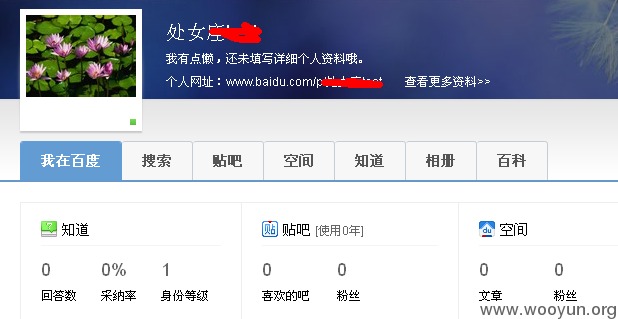 处女座
我有点懒，还未填写详细个人资料哦。
个人网址：www.baidu.com/p/ 查看更多资料>>
我在百度 搜索 贴吧 空间 知道 相册 百科
知道 贴吧 [使用0年] 空间
0 0% 1 0 0 0 0
回答数 采纳率 身份等级 喜欢的吧 粉丝 文章 粉丝
www.wooyun.org